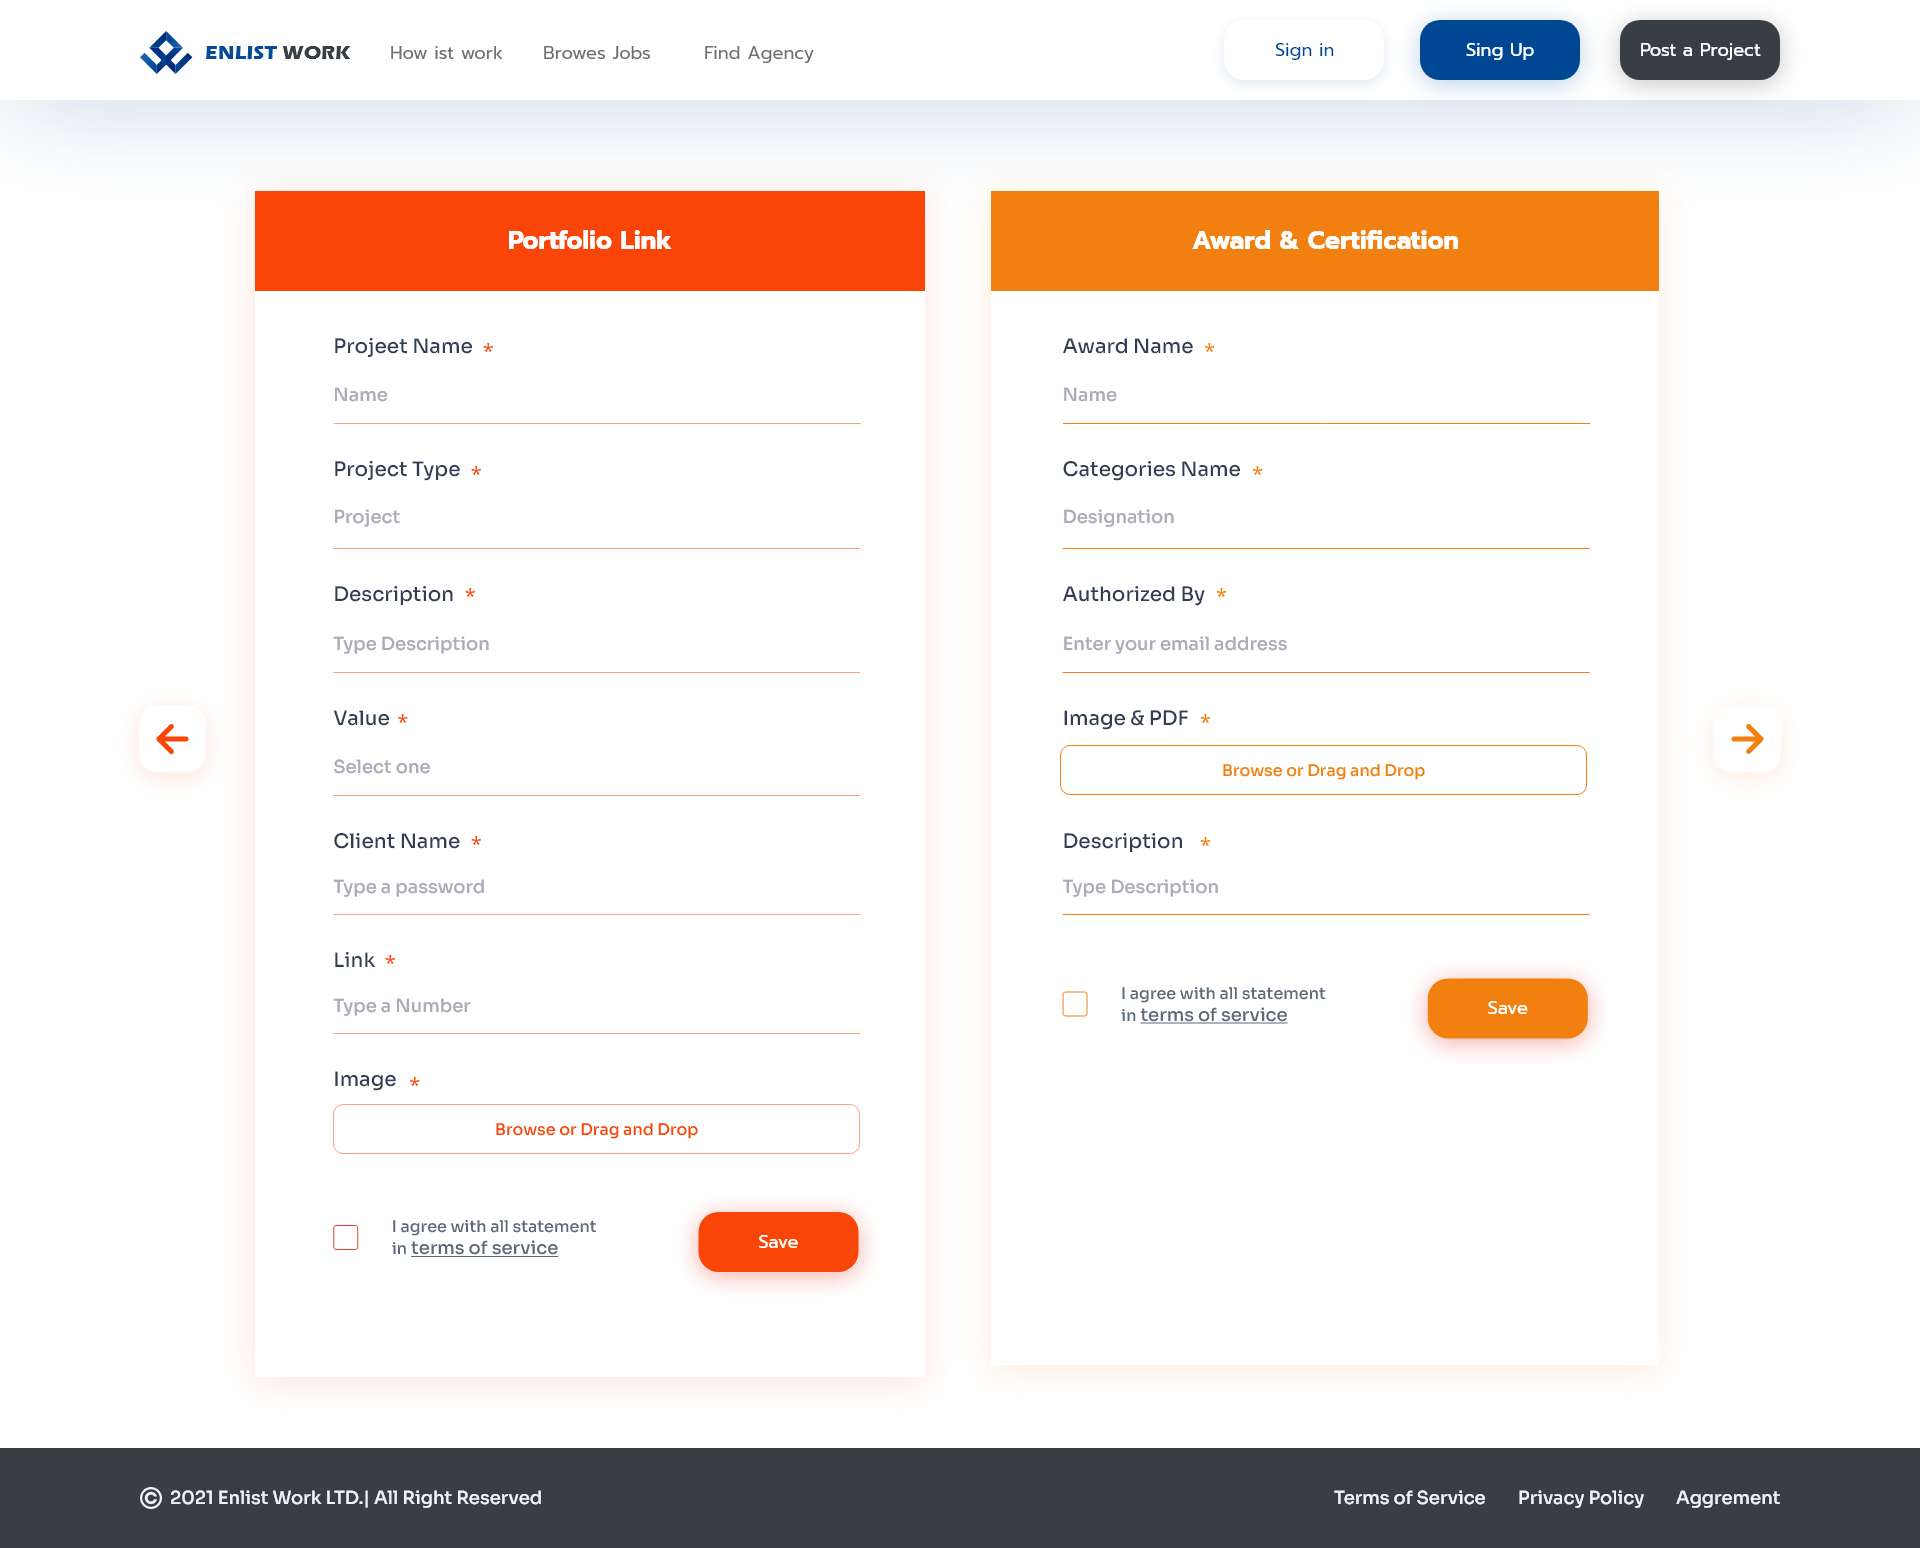 ENLIST WORK
How ist work
Browes Jobs
Find Agency
Sign in
Sing Up
Post a Project
Portfolio Link
Projeet Name *
Name
Project Type *
Project
Description *
Type Description
Value *
Select one
Client Name *
Type a password
Link *
Type a Number
Image *
Browse or Drag and Drop
I agree with all statement
in terms of service
Save
Award & Certification
Award Name *
Name
Categories Name *
Designation
Authorized By *
Enter your email address
Image & PDF *
Browse or Drag and Drop
Description *
Type Description
I agree with all statement
in terms of service
Save
© 2021 Enlist Work LTD.| All Right Reserved
Terms of Service
Privacy Policy
Aggrement